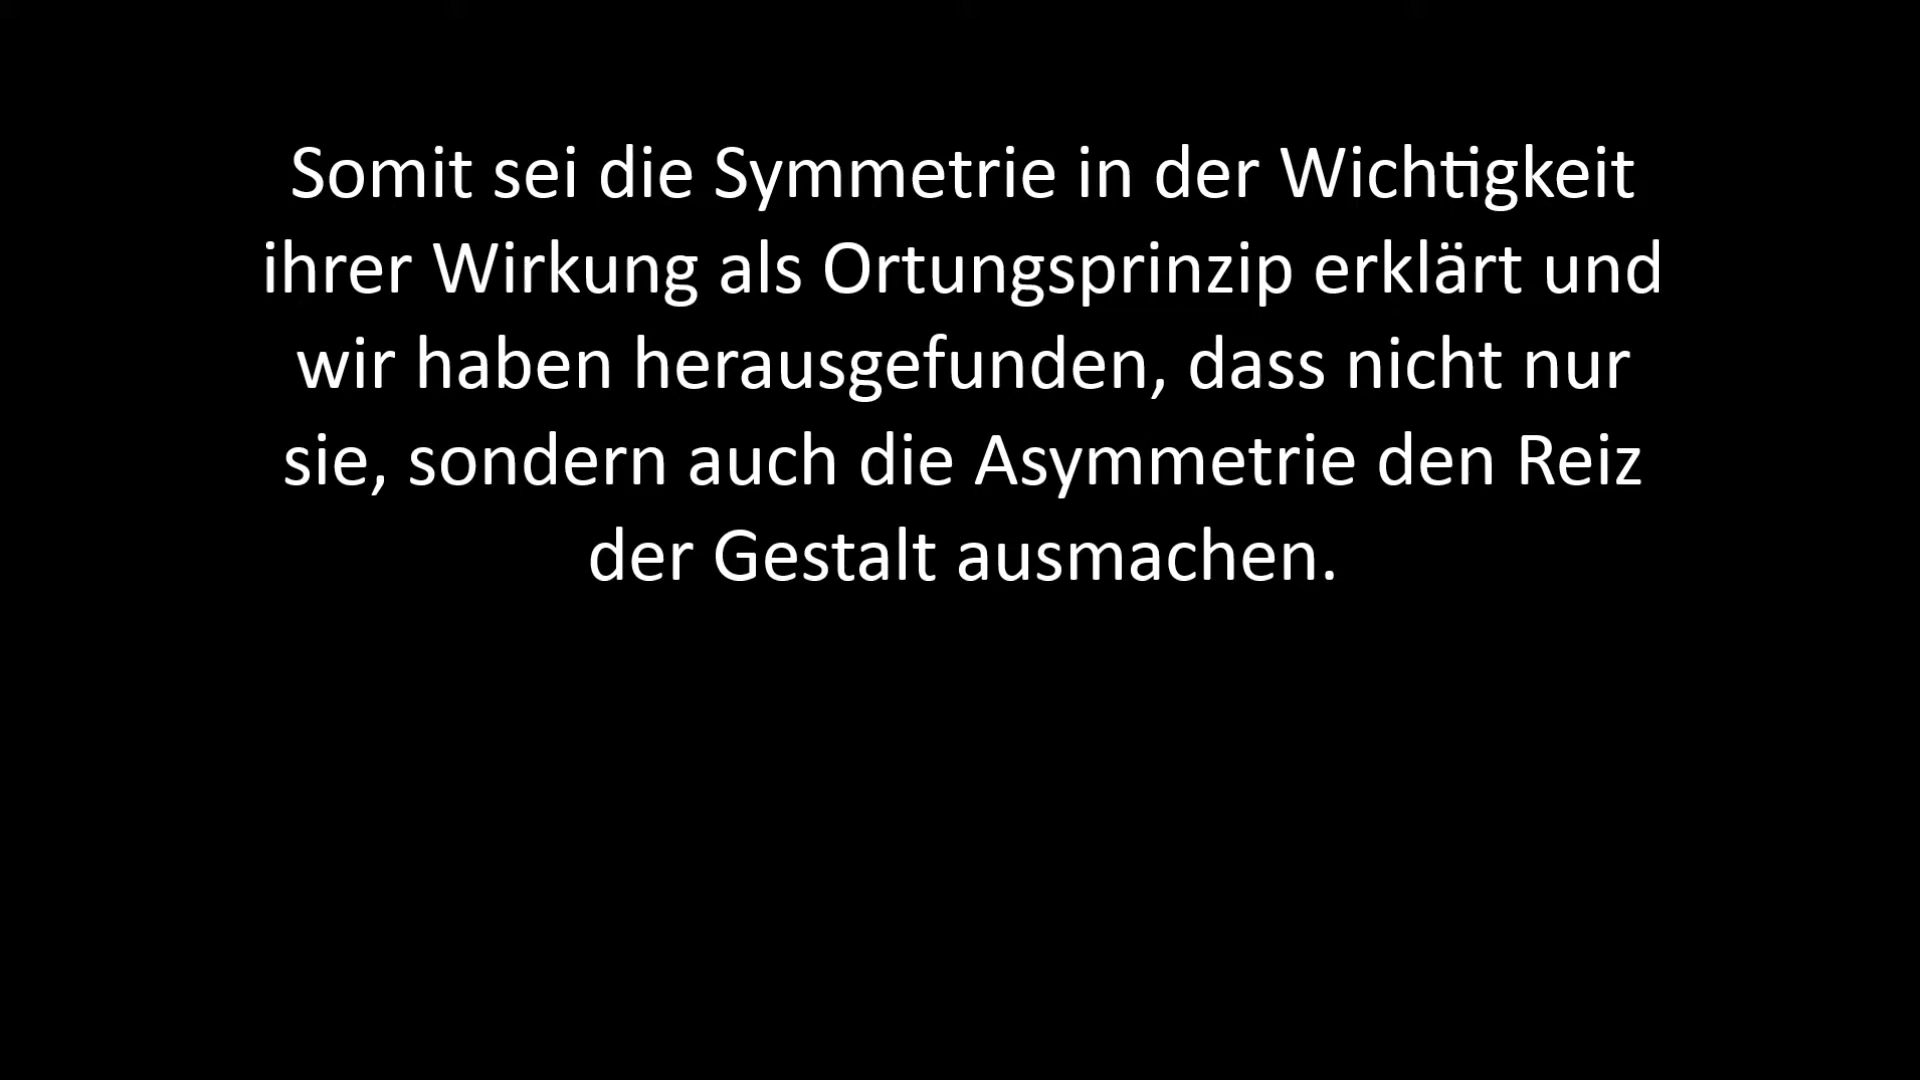 Somit sei die Symmetrie in der Wichtigkeit
ihrer Wirkung als Ortungsprinzip erklärt und
wir haben herausgefunden, dass nicht nur
sie, sondern auch die Asymmetrie den Reiz
der Gestalt ausmachen.